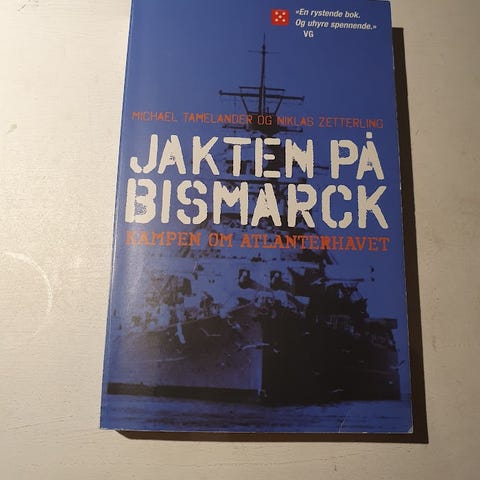 «En rystende bok.
Og uhyre spennende.»
VG
MICHAEL TAMELANDER OG NIKLAS ZETTERLING
JAKTEN PÅ
BISMARCK
KAMPEN OM ATLANTERHAVET